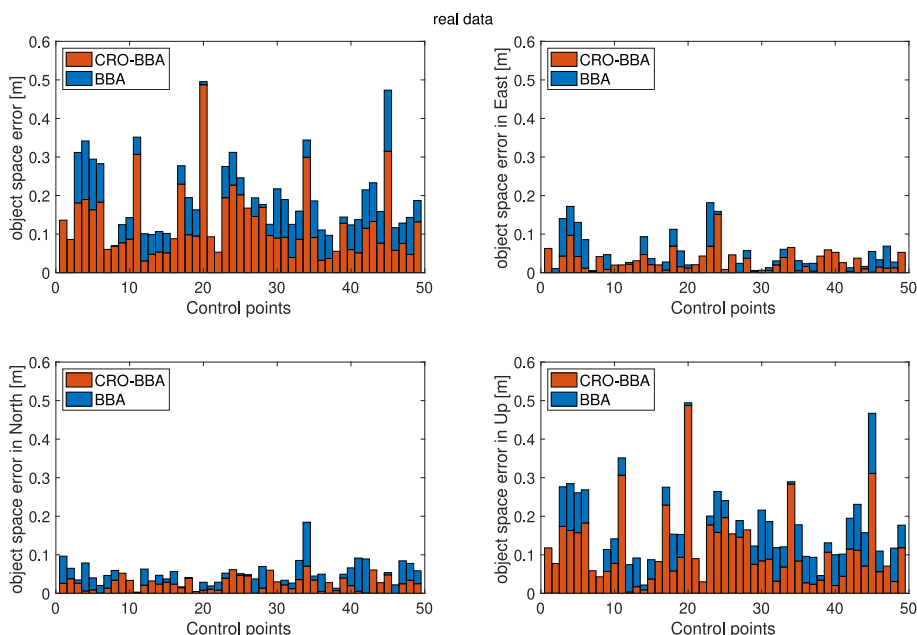 real data
object space error [m]
0.6
0.5
0.4
0.3
0.2
0.1
0
CRO-BBA
BBA
0 10 20 30 40 50
Control points
object space error in East [m]
0.6
0.5
0.4
0.3
0.2
0.1
0
CRO-BBA
BBA
0 10 20 30 40 50
Control points
object space error in North [m]
0.6
0.5
0.4
0.3
0.2
0.1
0
CRO-BBA
BBA
0 10 20 30 40 50
Control points
object space error in Up [m]
0.6
0.5
0.4
0.3
0.2
0.1
0
CRO-BBA
BBA
0 10 20 30 40 50
Control points